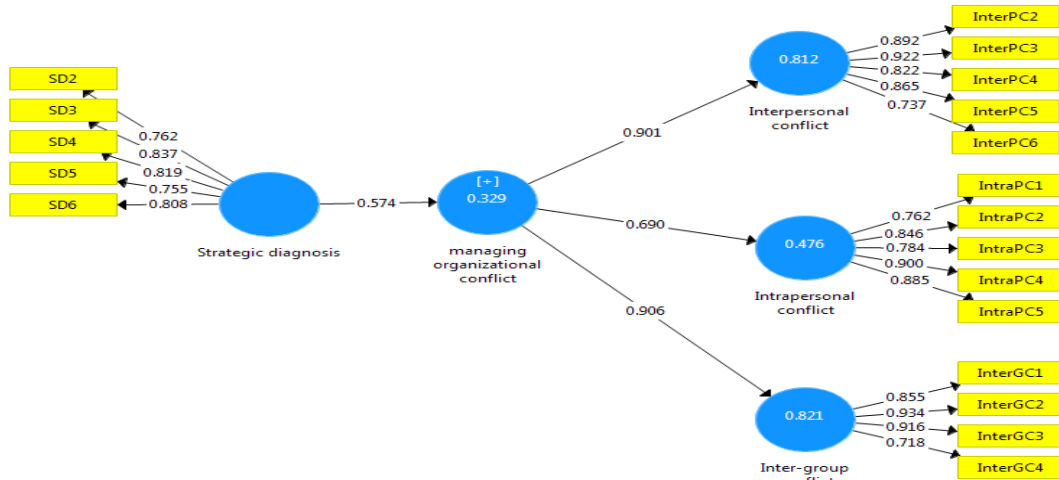 SD2
SD3
SD4
SD5
SD6
0.762
0.837
0.819
0.755
0.808
Strategic diagnosis
0.574
[+]
0.329
managing
organizational
conflict
0.901
0.690
0.906
0.812
Interpersonal
conflict
0.892
0.922
0.822
0.865
0.737
InterPC2
InterPC3
InterPC4
InterPC5
InterPC6
0.476
Intrapersonal
conflict
0.762
0.846
0.784
0.900
0.885
IntraPC1
IntraPC2
IntraPC3
IntraPC4
IntraPC5
0.821
Inter-group
0.855
0.934
0.916
0.718
InterGC1
InterGC2
InterGC3
InterGC4